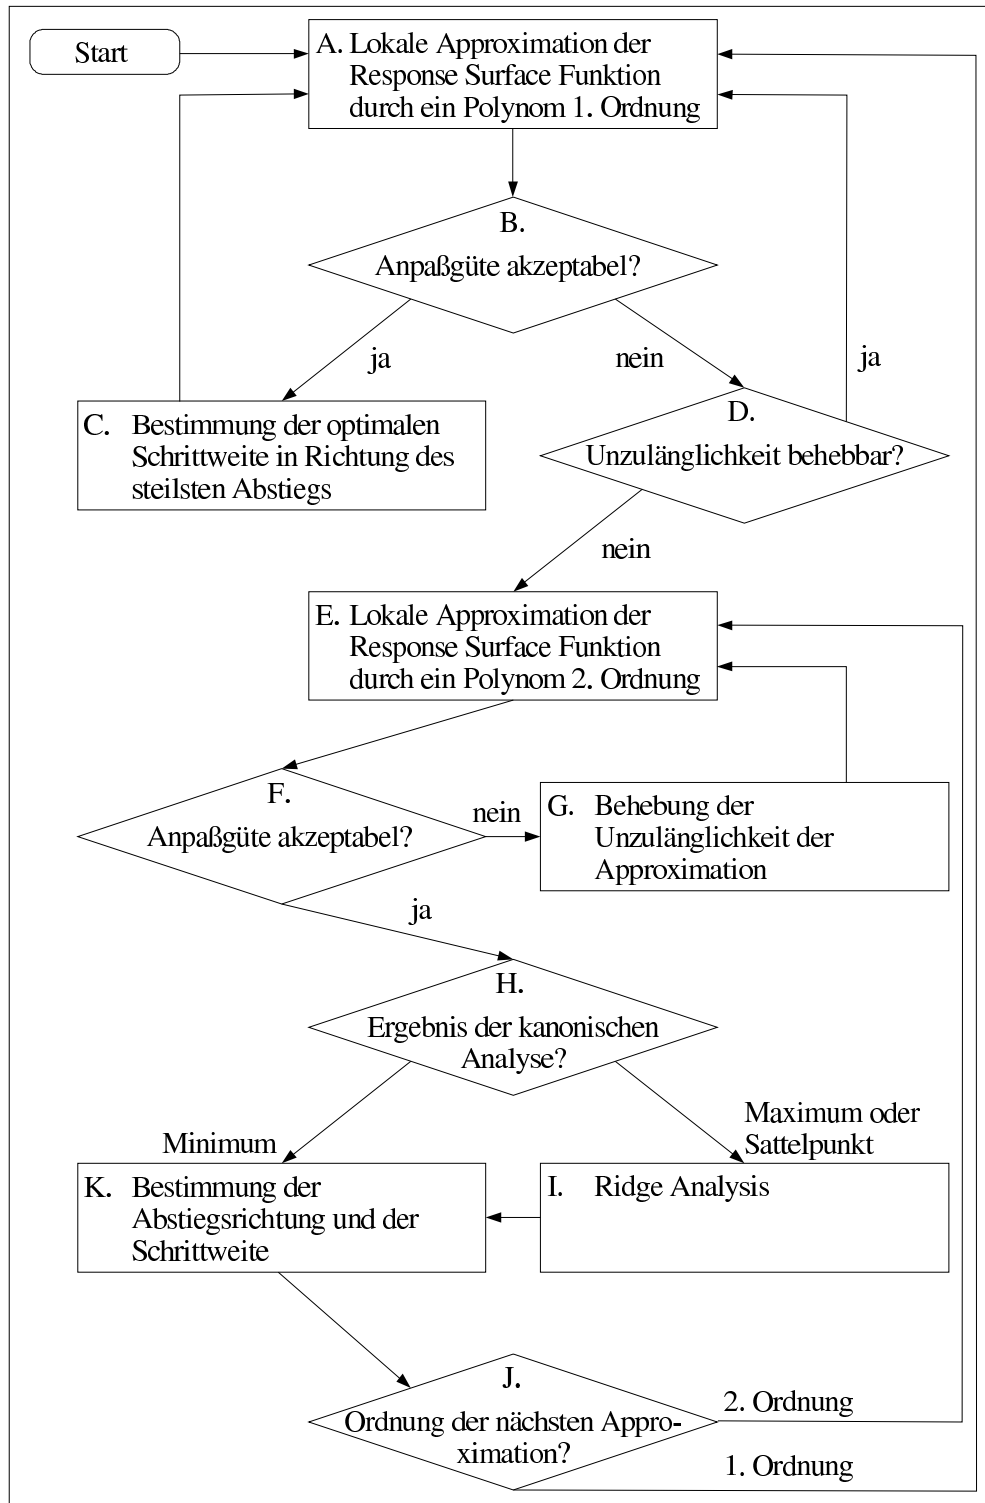 Start
A. Lokale Approximation der
Response Surface Funktion
durch ein Polynom 1. Ordnung
B.
Anpaßgüte akzeptabel?
ja
nein
ja
C. Bestimmung der optimalen
Schrittweite in Richtung des
steilsten Abstiegs
D.
Unzulänglichkeit behebbar?
nein
E. Lokale Approximation der
Response Surface Funktion
durch ein Polynom 2. Ordnung
F.
Anpaßgüte akzeptabel?
nein
G. Behebung der
Unzulänglichkeit der
Approximation
ja
H.
Ergebnis der kanonischen
Analyse?
Minimum
Maximum oder
Sattelpunkt
K. Bestimmung der
Abstiegsrichtung und der
Schrittweite
I. Ridge Analysis
J.
Ordnung der nächsten Appro-
ximation?
2. Ordnung
1. Ordnung